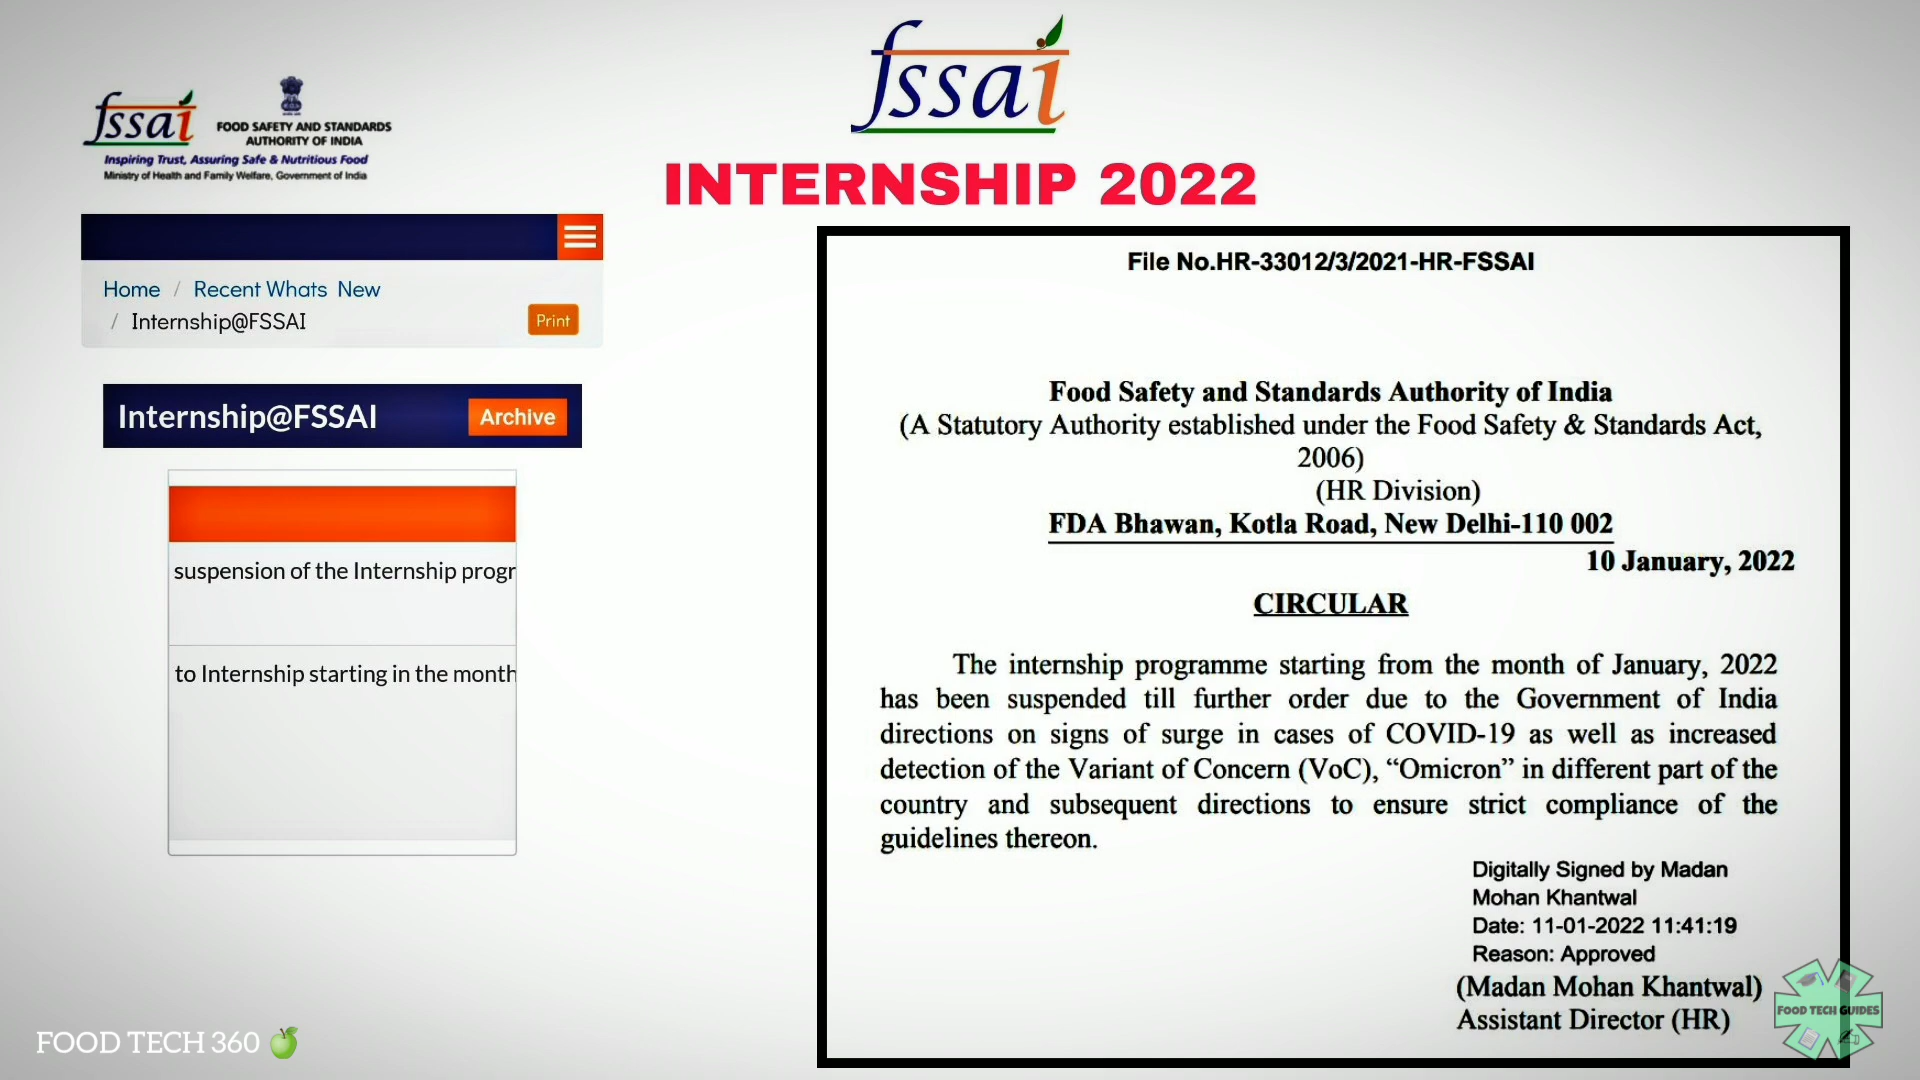 fssai
INTERNSHIP 2022
fssai
FOOD SAFETY AND STANDARDS
AUTHORITY OF INDIA
Inspiring Trust, Assuring Safe & Nutritious Food
Ministry of Health and Family Welfare, Government of India
Home / Recent Whats New
/ Internship@FSSAI
Print
Internship@FSSAI
Archive
suspension of the Internship progr
to Internship starting in the month
File No.HR-33012/3/2021-HR-FSSAI
Food Safety and Standards Authority of India
(A Statutory Authority established under the Food Safety & Standards Act,
2006)
(HR Division)
FDA Bhawan, Kotla Road, New Delhi-110 002
10 January, 2022
CIRCULAR
The internship programme starting from the month of January, 2022
has been suspended till further order due to the Government of India
directions on signs of surge in cases of COVID-19 as well as increased
detection of the Variant of Concern (VoC), “Omicron” in different part of the
country and subsequent directions to ensure strict compliance of the
guidelines thereon.
Digitally Signed by Madan
Mohan Khantwal
Date: 11-01-2022 11:41:19
Reason: Approved
(Madan Mohan Khantwal)
Assistant Director (HR)
FOOD TECH GUIDES
FOOD TECH 360